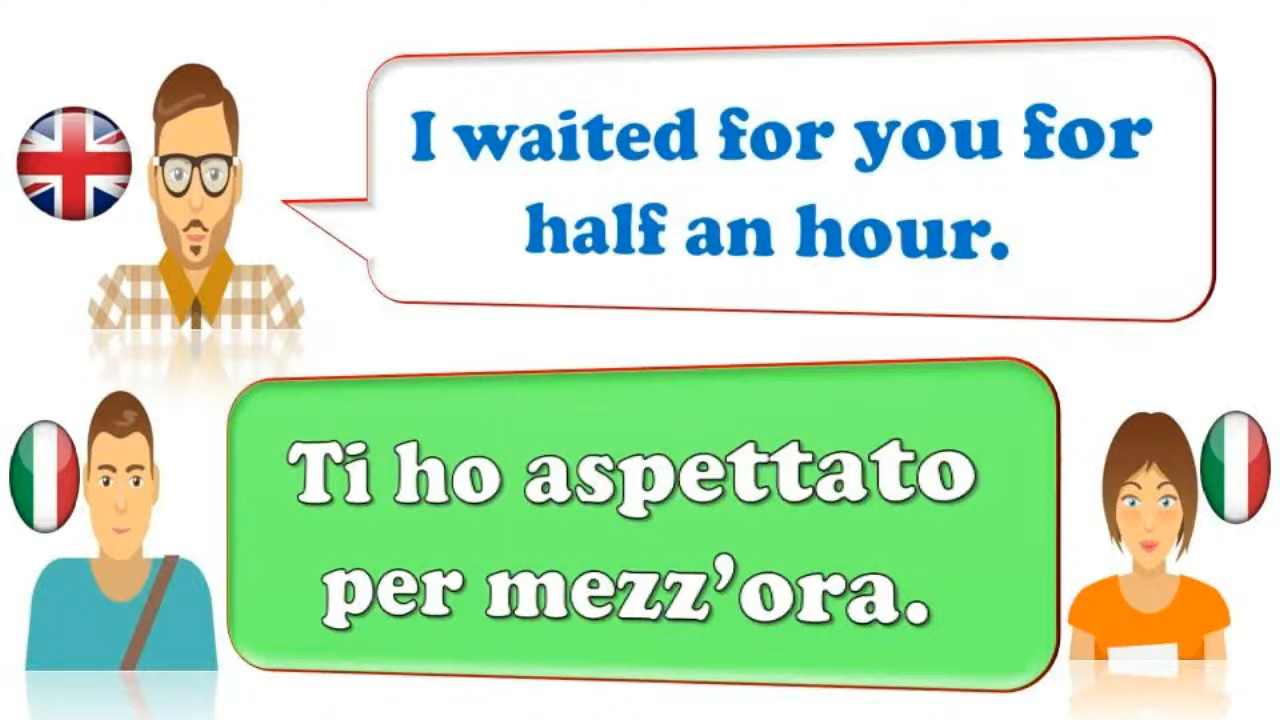 I waited for you for
half an hour.
Ti ho aspettato
per mezz’ora.